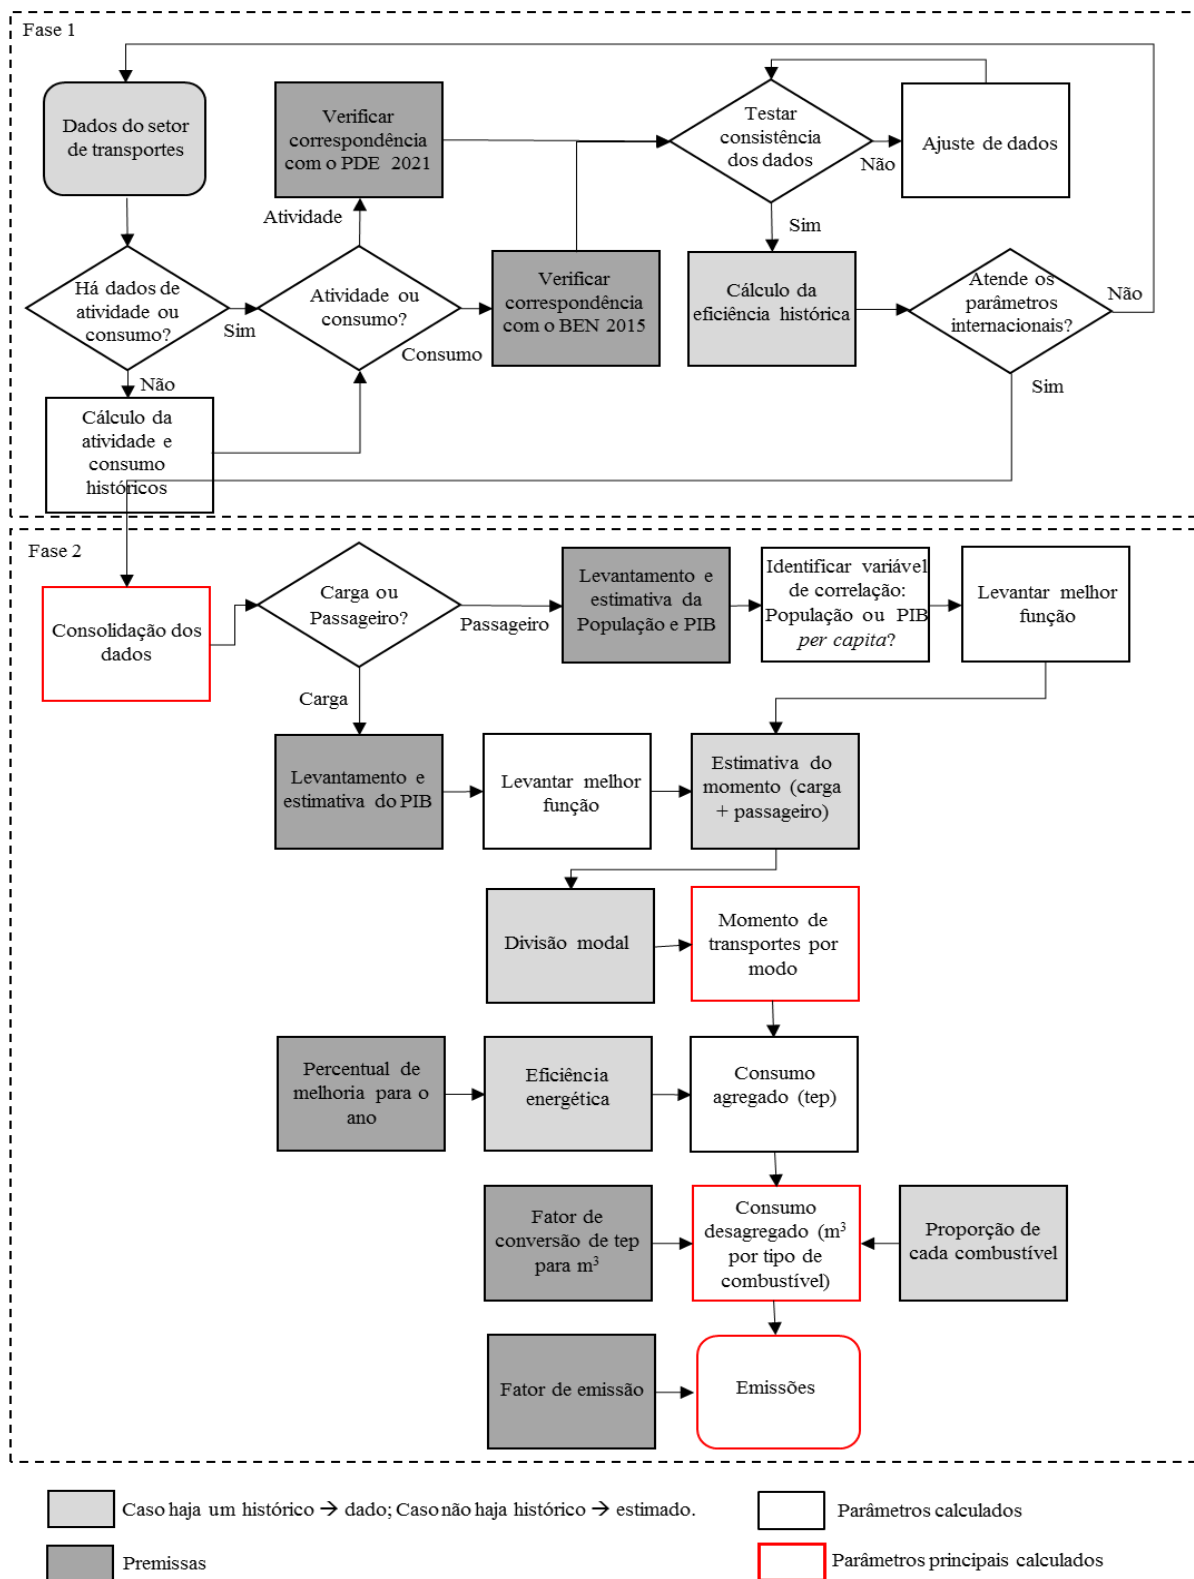 Fase 1
Dados do setor
de transportes
Verificar
correspondência
com o PDE 2021
Testar
consistência
dos dados
Não
Ajuste de dados
Atividade
Sim
Há dados de
atividade ou
consumo?
Sim
Atividade ou
consumo?
Consumo
Verificar
correspondência
com o BEN 2015
Cálculo da
eficiência histórica
Atende os
parâmetros
internacionais?
Não
Sim
Não
Cálculo da
atividade e
consumo
históricos
Fase 2
Consolidação dos
dados
Carga ou
Passageiro?
Passageiro
Levantamento e
estimativa da
População e PIB
Identificar variável
de correlação:
População ou PIB
per capita?
Levantar melhor
função
Carga
Levantamento e
estimativa do PIB
Levantar melhor
função
Estimativa do
momento (carga
+ passageiro)
Divisão modal
Momento de
transportes por
modo
Percentual de
melhoria para o
ano
Eficiência
energética
Consumo
agregado (tep)
Fator de
conversão de tep
para m³
Consumo
desagregado (m³
por tipo de
combustível)
Proporção de
cada combustível
Fator de emissão
Emissões
Caso haja um histórico → dado; Caso não haja histórico → estimado.
Parâmetros calculados
Premissas
Parâmetros principais calculados